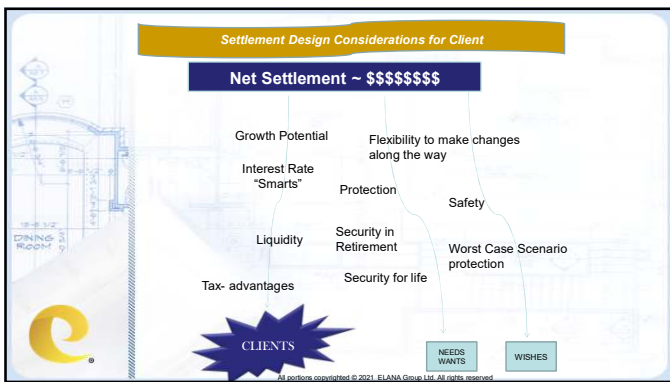 Settlement Design Considerations for Client
Net Settlement ~ $$$$$$$$
Growth Potential
Flexibility to make changes
along the way
Interest Rate
“Smarts”
Protection
Safety
Liquidity
Security in
Retirement
Worst Case Scenario
protection
Security for life
Tax- advantages
CLIENTS
NEEDS
WANTS
WISHES
DINING
ROOM
e
®
All portions copyrighted © 2021 ELANA Group Ltd. All rights reserved